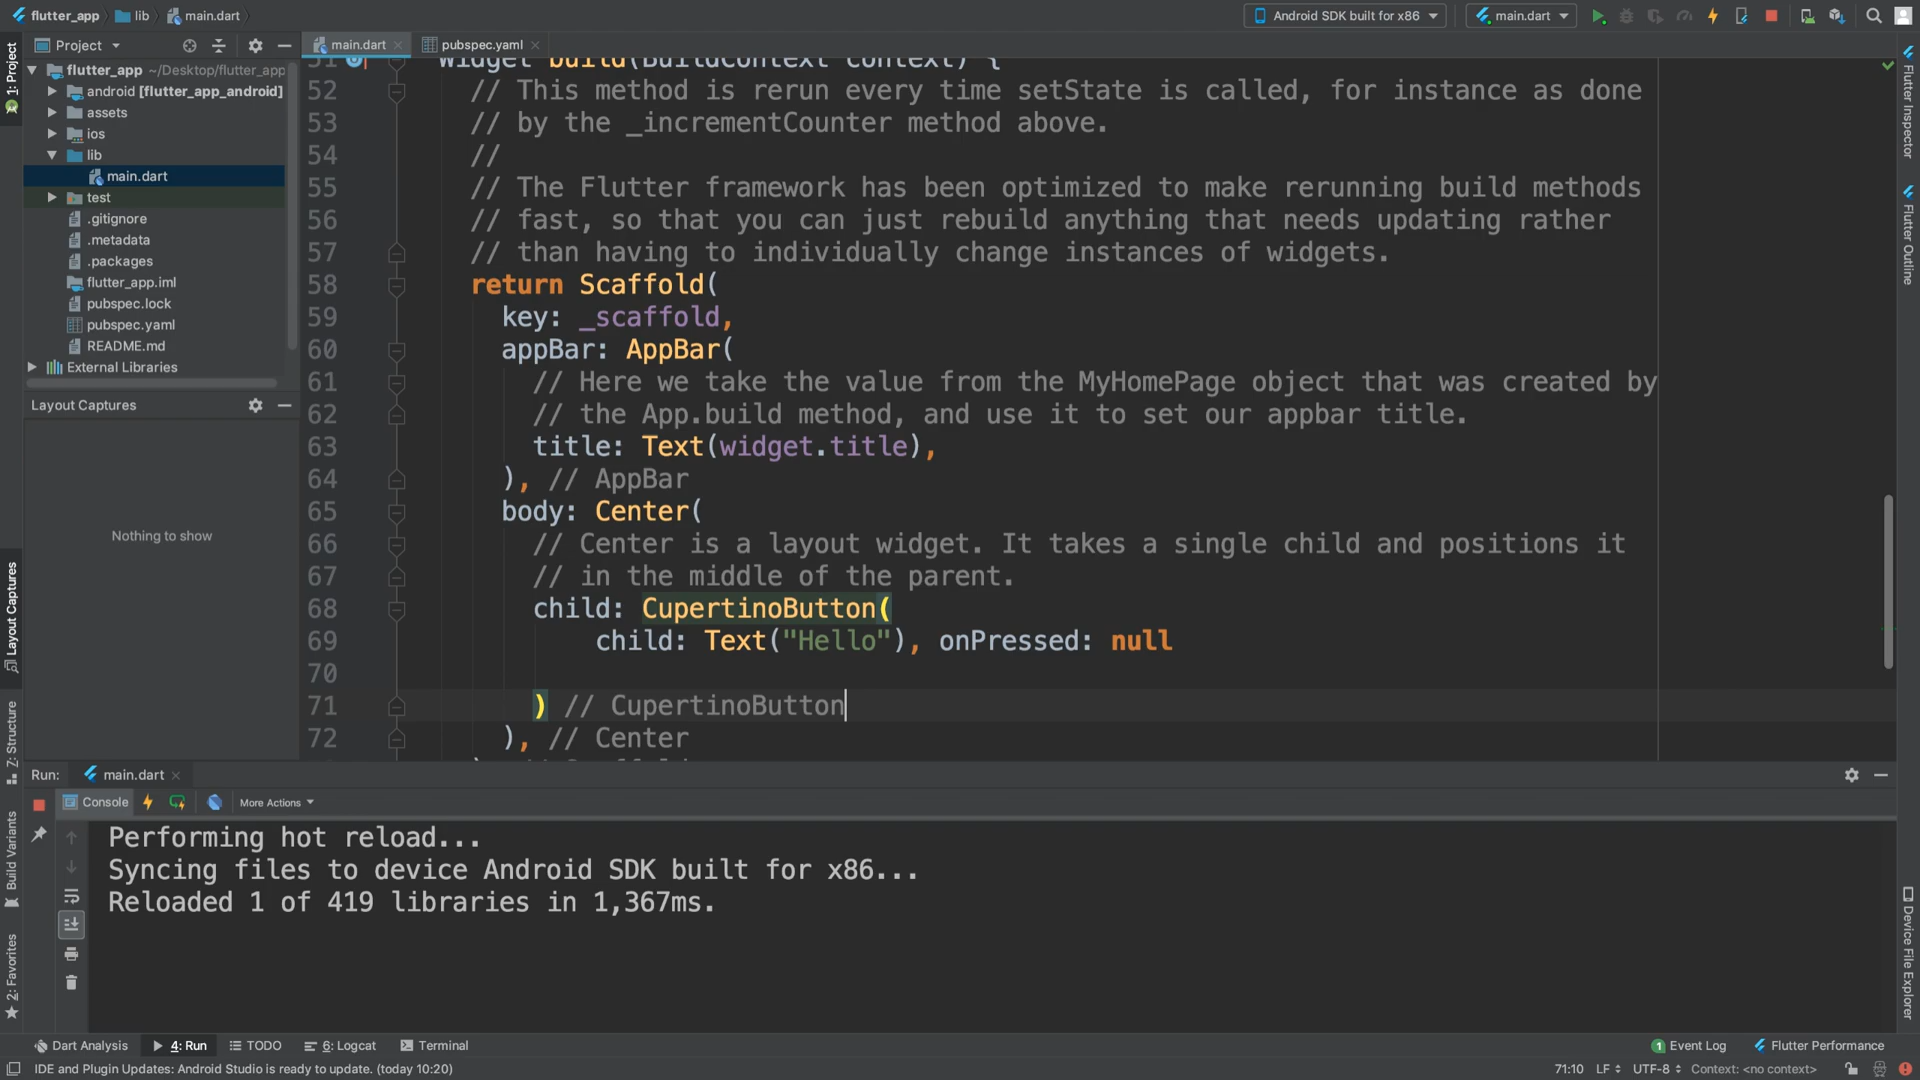 flutter_app
lib
main.dart
Android SDK built for x86
main.dart
1: Project
Project
main.dart
pubspec.yaml
flutter_app ~/Desktop/flutter_app
android [flutter_app_android]
assets
ios
lib
main.dart
test
.gitignore
.metadata
.packages
flutter_app.iml
pubspec.lock
pubspec.yaml
README.md
External Libraries
Layout Captures
Nothing to show
Layout Captures
Z: Structure
Build Variants
2: Favorites
51 Widget build(BuildContext context) {
52 // This method is rerun every time setState is called, for instance as done
53 // by the _incrementCounter method above.
54 //
55 // The Flutter framework has been optimized to make rerunning build methods
56 // fast, so that you can just rebuild anything that needs updating rather
57 // than having to individually change instances of widgets.
58 return Scaffold(
59 key: _scaffold,
60 appBar: AppBar(
61 // Here we take the value from the MyHomePage object that was created by
62 // the App.build method, and use it to set our appbar title.
63 title: Text(widget.title),
64 ), // AppBar
65 body: Center(
66 // Center is a layout widget. It takes a single child and positions it
67 // in the middle of the parent.
68 child: CupertinoButton(
69 child: Text("Hello"), onPressed: null
70
71 ) // CupertinoButton
72 ), // Center
Flutter Inspector
Flutter Outline
Device File Explorer
Run: main.dart
Console
More Actions
Performing hot reload...
Syncing files to device Android SDK built for x86...
Reloaded 1 of 419 libraries in 1,367ms.
Dart Analysis
4: Run
TODO
6: Logcat
Terminal
1 Event Log
Flutter Performance
IDE and Plugin Updates: Android Studio is ready to update. (today 10:20)
71:10 LF UTF-8 Context: <no context>